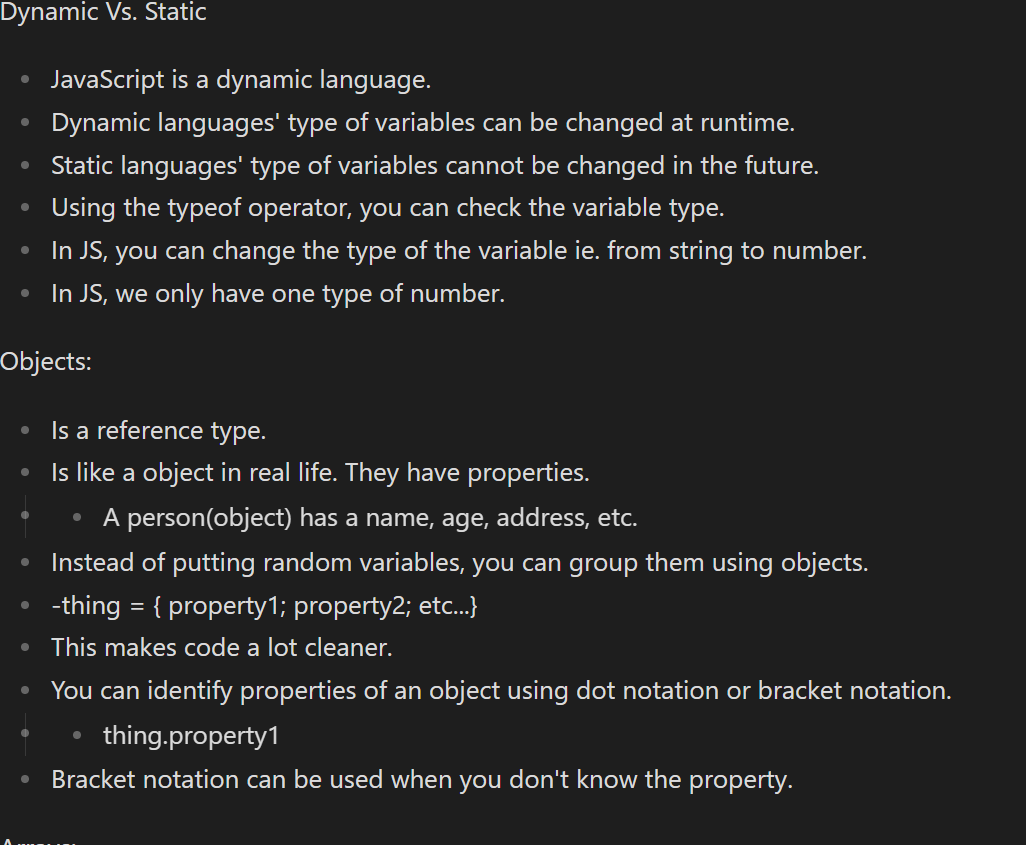 Dynamic Vs. Static
JavaScript is a dynamic language.
Dynamic languages' type of variables can be changed at runtime.
Static languages' type of variables cannot be changed in the future.
Using the typeof operator, you can check the variable type.
In JS, you can change the type of the variable ie. from string to number.
In JS, we only have one type of number.
Objects:
Is a reference type.
Is like a object in real life. They have properties.
A person(object) has a name, age, address, etc.
Instead of putting random variables, you can group them using objects.
-thing = { property1; property2; etc...}
This makes code a lot cleaner.
You can identify properties of an object using dot notation or bracket notation.
thing.property1
Bracket notation can be used when you don't know the property.